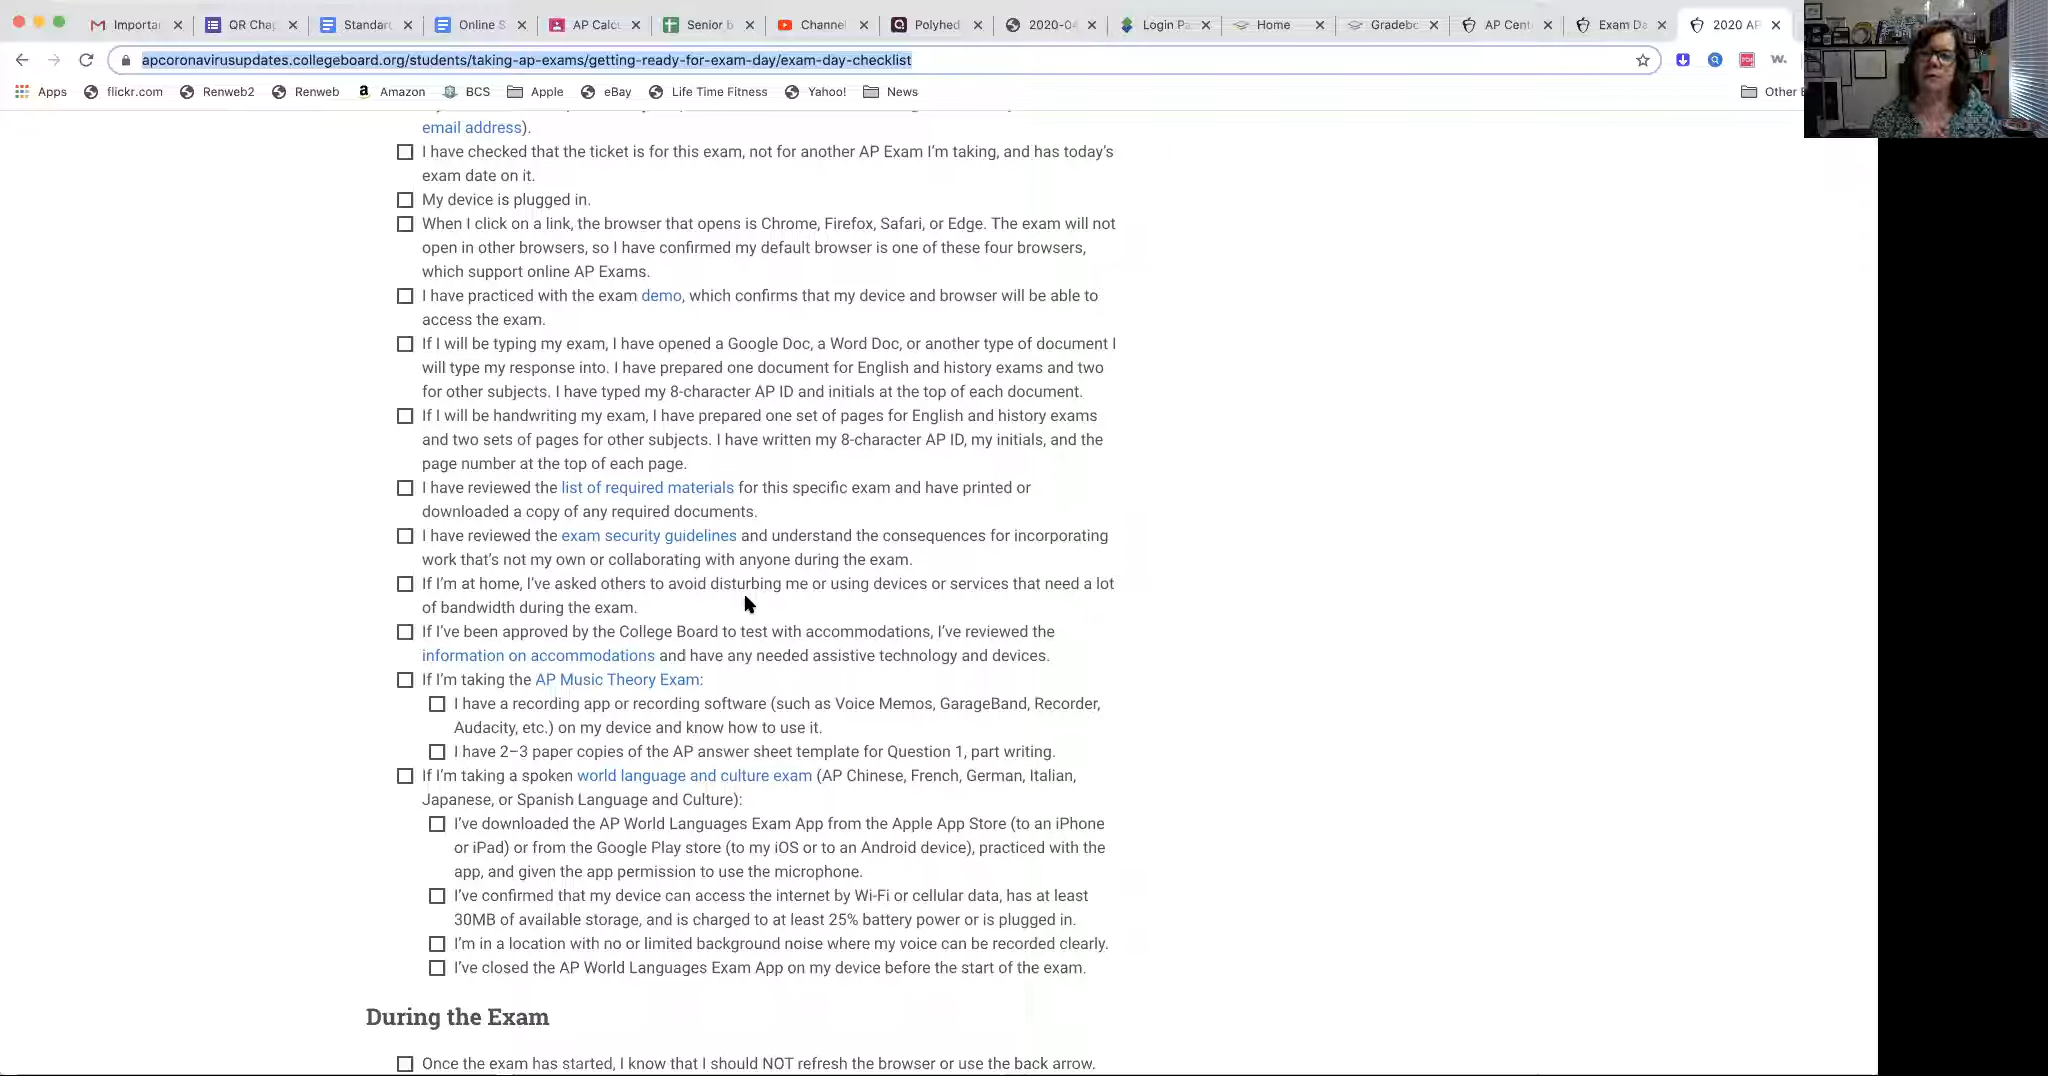 Importa
QR Cha
Standar
Online S
AP Calc
Senior b
Channel
Polyhed
2020-0
Login Pa
Home
Gradebo
AP Cent
Exam Da
2020 AP
apcoronavirusupdates.collegeboard.org/students/taking-ap-exams/getting-ready-for-exam-day/exam-day-checklist
Apps flickr.com Renweb2 Renweb Amazon BCS Apple eBay Life Time Fitness Yahoo! News Other
email address).
I have checked that the ticket is for this exam, not for another AP Exam I'm taking, and has today's
exam date on it.
My device is plugged in.
When I click on a link, the browser that opens is Chrome, Firefox, Safari, or Edge. The exam will not
open in other browsers, so I have confirmed my default browser is one of these four browsers,
which support online AP Exams.
I have practiced with the exam demo, which confirms that my device and browser will be able to
access the exam.
If I will be typing my exam, I have opened a Google Doc, a Word Doc, or another type of document I
will type my response into. I have prepared one document for English and history exams and two
for other subjects. I have typed my 8-character AP ID and initials at the top of each document.
If I will be handwriting my exam, I have prepared one set of pages for English and history exams
and two sets of pages for other subjects. I have written my 8-character AP ID, my initials, and the
page number at the top of each page.
I have reviewed the list of required materials for this specific exam and have printed or
downloaded a copy of any required documents.
I have reviewed the exam security guidelines and understand the consequences for incorporating
work that's not my own or collaborating with anyone during the exam.
If I'm at home, I've asked others to avoid disturbing me or using devices or services that need a lot
of bandwidth during the exam.
If I've been approved by the College Board to test with accommodations, I've reviewed the
information on accommodations and have any needed assistive technology and devices.
If I'm taking the AP Music Theory Exam:
I have a recording app or recording software (such as Voice Memos, GarageBand, Recorder,
Audacity, etc.) on my device and know how to use it.
I have 2–3 paper copies of the AP answer sheet template for Question 1, part writing.
If I'm taking a spoken world language and culture exam (AP Chinese, French, German, Italian,
Japanese, or Spanish Language and Culture):
I've downloaded the AP World Languages Exam App from the Apple App Store (to an iPhone
or iPad) or from the Google Play store (to my iOS or to an Android device), practiced with the
app, and given the app permission to use the microphone.
I've confirmed that my device can access the internet by Wi-Fi or cellular data, has at least
30MB of available storage, and is charged to at least 25% battery power or is plugged in.
I'm in a location with no or limited background noise where my voice can be recorded clearly.
I've closed the AP World Languages Exam App on my device before the start of the exam.
During the Exam
Once the exam has started, I know that I should NOT refresh the browser or use the back arrow.